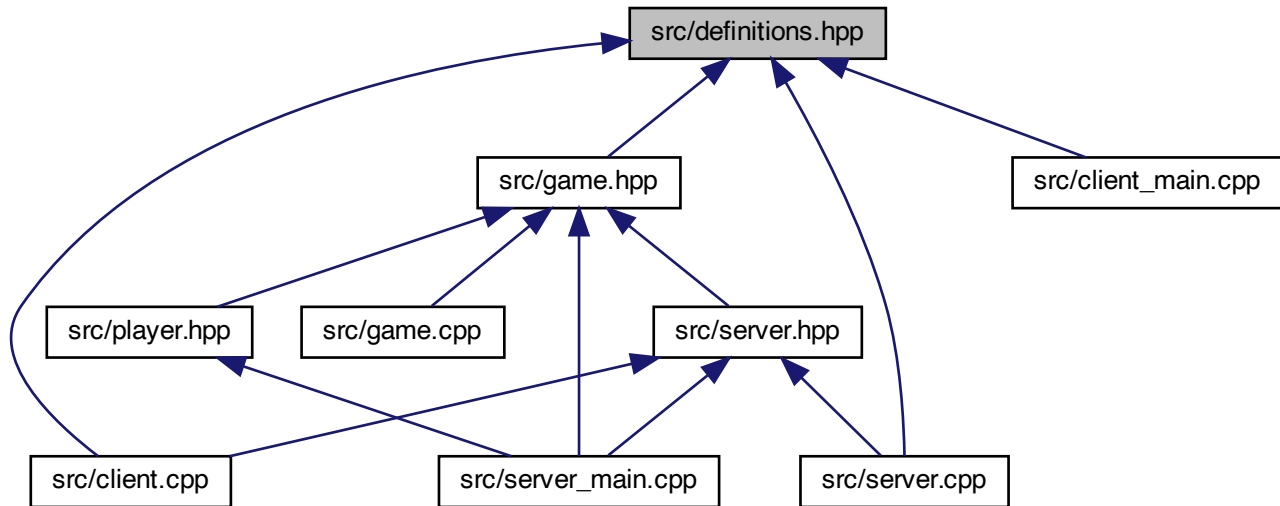 src/definitions.hpp
src/game.hpp
src/client_main.cpp
src/player.hpp
src/game.cpp
src/server.hpp
src/client.cpp
src/server_main.cpp
src/server.cpp